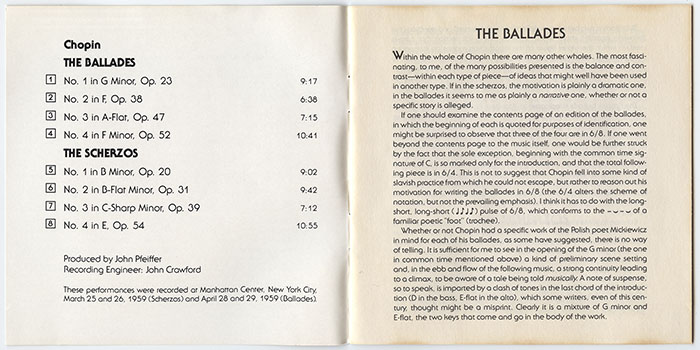 Chopin
THE BALLADES
1 No. 1 in G Minor, Op. 23 9:17
2 No. 2 in F, Op. 38 6:38
3 No. 3 in A-Flat, Op. 47 7:15
4 No. 4 in F Minor, Op. 52 10:41
THE SCHERZOS
5 No. 1 in B Minor, Op. 20 9:02
6 No. 2 in B-Flat Minor, Op. 31 9:42
7 No. 3 in C-Sharp Minor, Op. 39 7:12
8 No. 4 in E, Op. 54 10:55
Produced by John Pfeiffer
Recording Engineer: John Crawford
These performances were recorded at Manhattan Center, New York City,
March 25 and 26, 1959 (Scherzos) and April 28 and 29, 1959 (Ballades).
THE BALLADES
Within the whole of Chopin there are many other wholes. The most fasci-
nating, to me, of the many possibilities presented is the balance and con-
trast—within each type of piece—of ideas that might well have been used
in another type. If in the scherzos, the motivation is plainly a dramatic one,
in the ballades it seems to me as plainly a narrative one, whether or not a
specific story is alleged.
If one should examine the contents page of an edition of the ballades,
in which the beginning of each is quoted for purposes of identification, one
might be surprised to observe that three of the four are in 6/8. If one went
beyond the contents page to the music itself, one would be further struck
by the fact that the sole exception, beginning with the common time sig-
nature of C, is so marked only for the introduction, and that the total follow-
ing piece is in 6/4. This is not to suggest that Chopin fell into some kind of
slavish practice from which he could not escape, but rather to reason out his
motivation for writing the ballades in 6/8 (the 6/4 alters the scheme of
notation, but not the prevailing emphasis). I think it has to do with the long-
short, long-short (♩♪♩♪) pulse of 6/8, which conforms to the – ⏑ – ⏑ of a
familiar poetic "foot" (trochee).
Whether or not Chopin had a specific work of the Polish poet Mickiewicz
in mind for each of his ballades, as some have suggested, there is no way
of telling. It is sufficient for me to see in the opening of the G minor (the one
in common time mentioned above) a kind of preliminary scene setting
and, in the ebb and flow of the following music, a strong continuity leading
to a climax, to be aware of a tale being told musically. A note of suspense,
so to speak, is imparted by a clash of tones in the last chord of the introduc-
tion (D in the bass, E-flat in the alto), which some writers, even of this cen-
tury, thought might be a misprint. Clearly it is a mixture of G minor and
E-flat, the two keys that come and go in the body of the work.